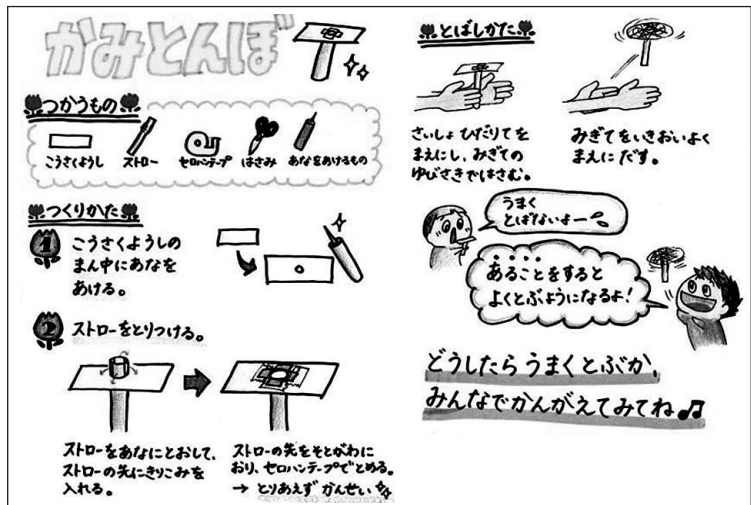 かみとんぼ
つかうもの
こうさくようし
ストロー
セロハンテープ
はさみ
あなをあけるもの
つくりかた
1
こうさくようしの
まん中にあなを
あける。
2
ストローをとりつける。
ストローをあなにとおして、
ストローの先にきりこみを
入れる。
ストローの先をそとがわに
おり、セロハンテープでとめる。
→ とりあえず かんせい
とばしかた
さいしょ ひだりてを
まえにし、みぎての
ゆびさきではさむ。
みぎてをいきおいよく
まえに だす。
うまく
とばないよー
あることをすると
よくとぶようになるよ!
どうしたら うまくとぶか、
みんなでかんがえてみてね♫